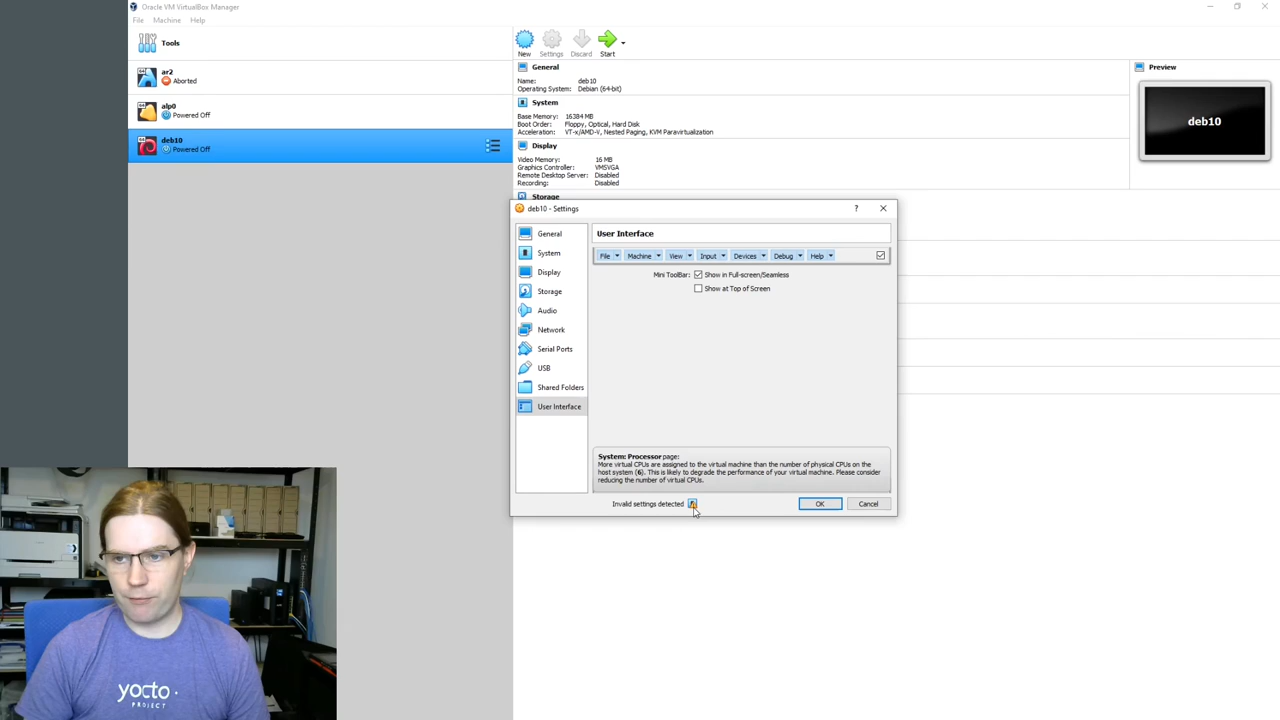 Oracle VM VirtualBox Manager
File Machine Help
Tools
New Settings Discard Start
64 ar2
Aborted
64 alp0
Powered Off
64 deb10
Powered Off
General
Name: deb10
Operating System: Debian (64-bit)
System
Base Memory: 16384 MB
Boot Order: Floppy, Optical, Hard Disk
Acceleration: VT-x/AMD-V, Nested Paging, KVM Paravirtualization
Display
Video Memory: 16 MB
Graphics Controller: VMSVGA
Remote Desktop Server: Disabled
Recording: Disabled
Storage
Preview
deb10
deb10 - Settings
General
System
Display
Storage
Audio
Network
Serial Ports
USB
Shared Folders
User Interface
User Interface
File Machine View Input Devices Debug Help
Mini ToolBar: Show in Full-screen/Seamless
Show at Top of Screen
System: Processor page:
More virtual CPUs are assigned to the virtual machine than the number of physical CPUs on the
host system (6). This is likely to degrade the performance of your virtual machine. Please consider
reducing the number of virtual CPUs.
Invalid settings detected
OK Cancel
yocto
PROJECT